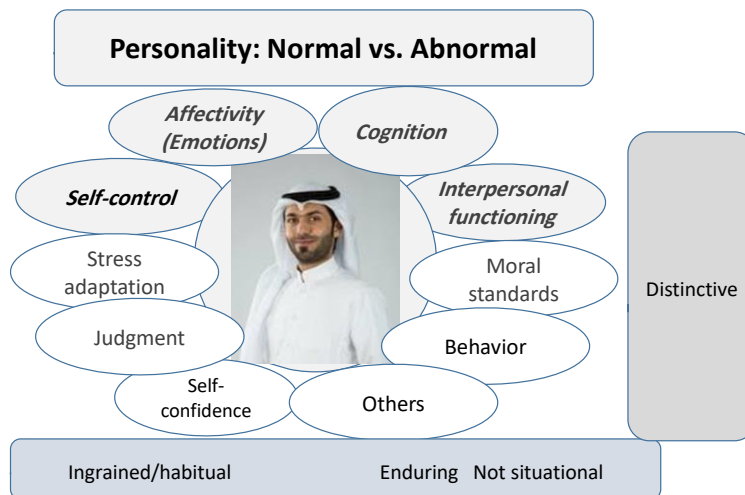 Personality: Normal vs. Abnormal
Affectivity
(Emotions)
Cognition
Self-control
Interpersonal
functioning
Stress
adaptation
Moral
standards
Distinctive
Judgment
Behavior
Self-
confidence
Others
Ingrained/habitual Enduring Not situational